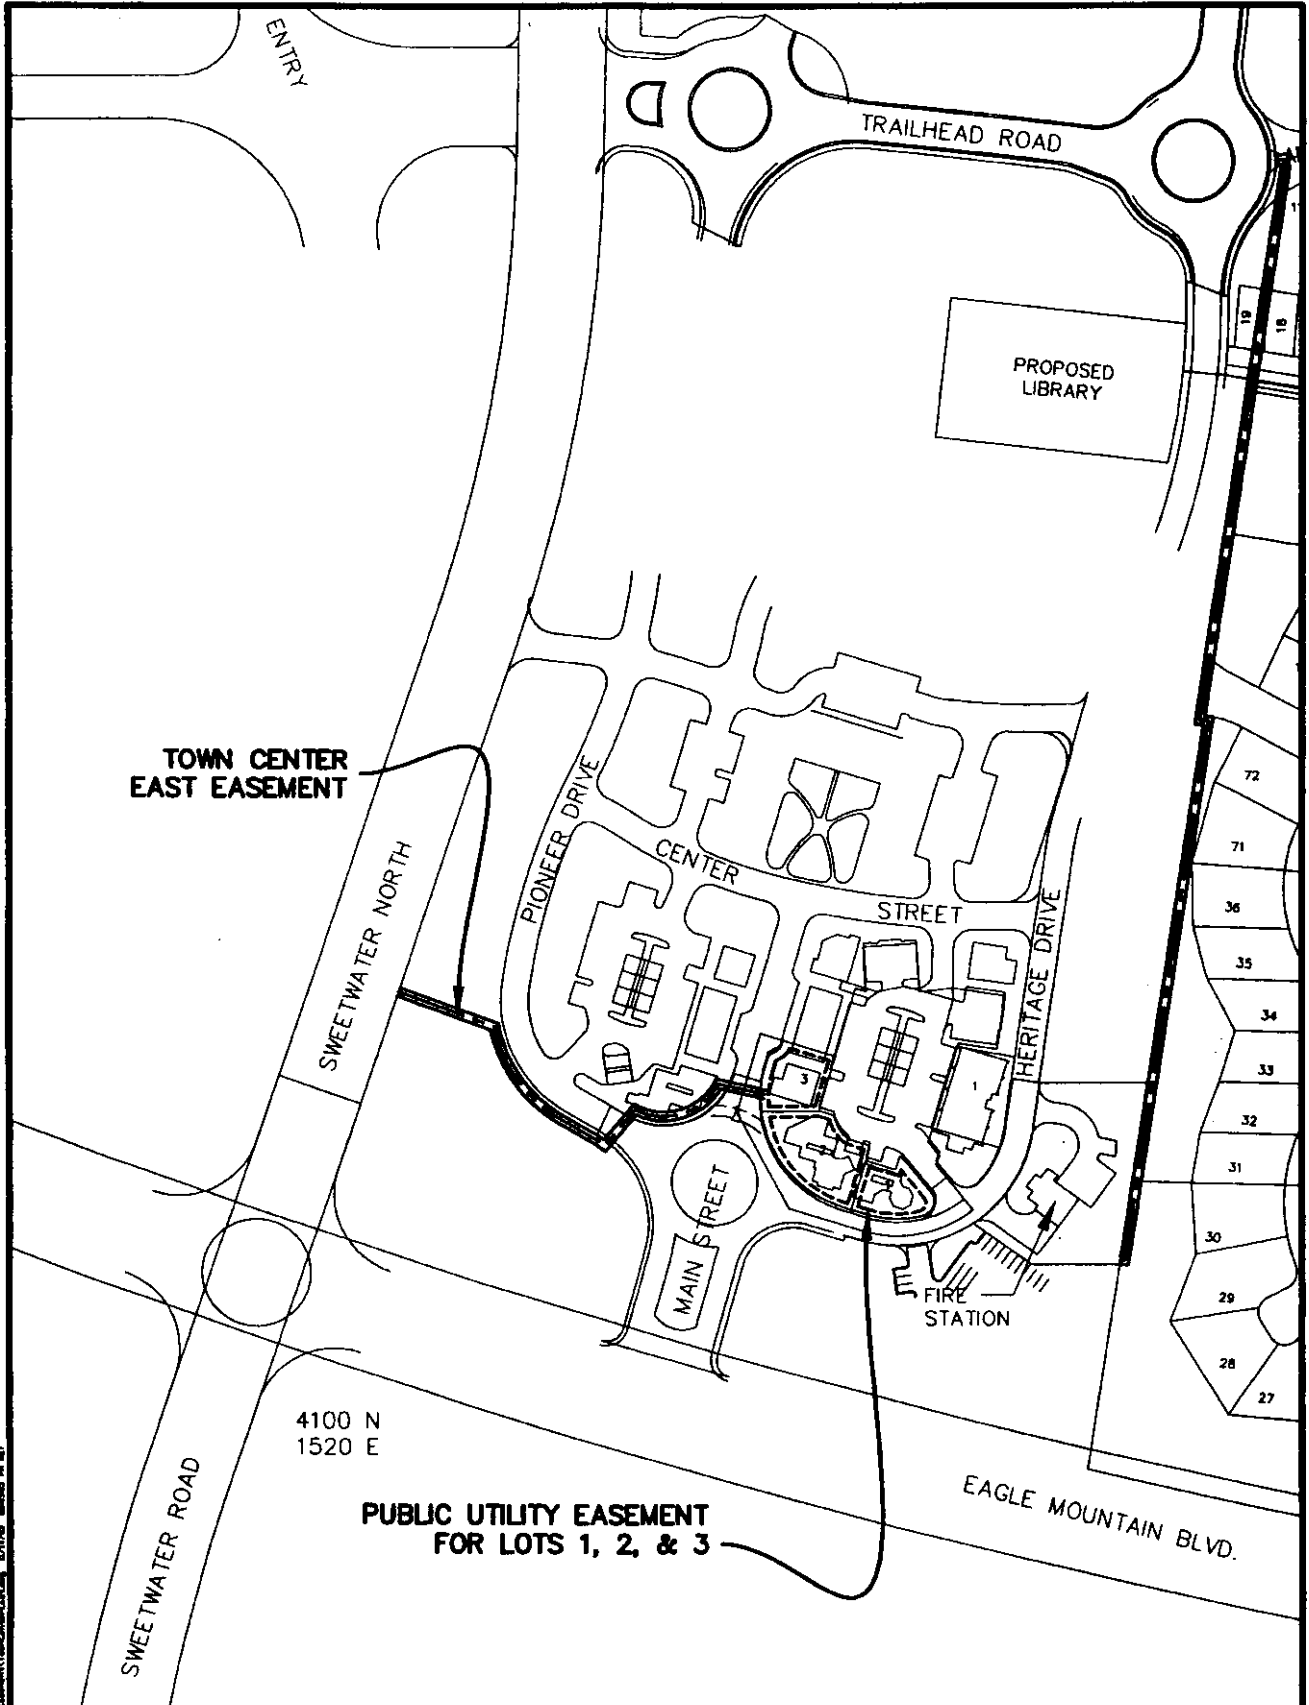 ENTRY
TRAILHEAD ROAD
19
18
PROPOSED
LIBRARY
TOWN CENTER
EAST EASEMENT
PIONEER DRIVE
CENTER
STREET
HERITAGE DRIVE
SWEETWATER NORTH
72
71
36
35
34
33
32
31
30
29
28
27
3
1
MAIN STREET
FIRE
STATION
4100 N
1520 E
PUBLIC UTILITY EASEMENT
FOR LOTS 1, 2, & 3
EAGLE MOUNTAIN BLVD.
SWEETWATER ROAD